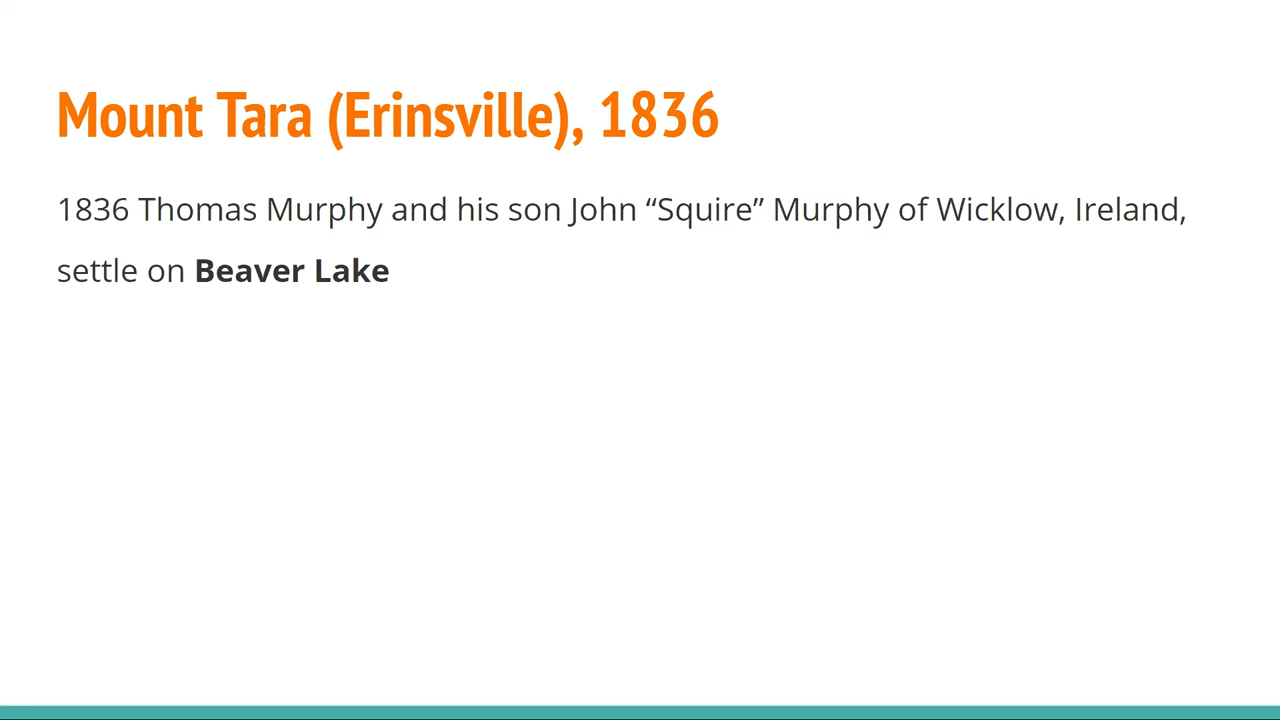 Mount Tara (Erinsville), 1836
1836 Thomas Murphy and his son John “Squire” Murphy of Wicklow, Ireland,
settle on Beaver Lake